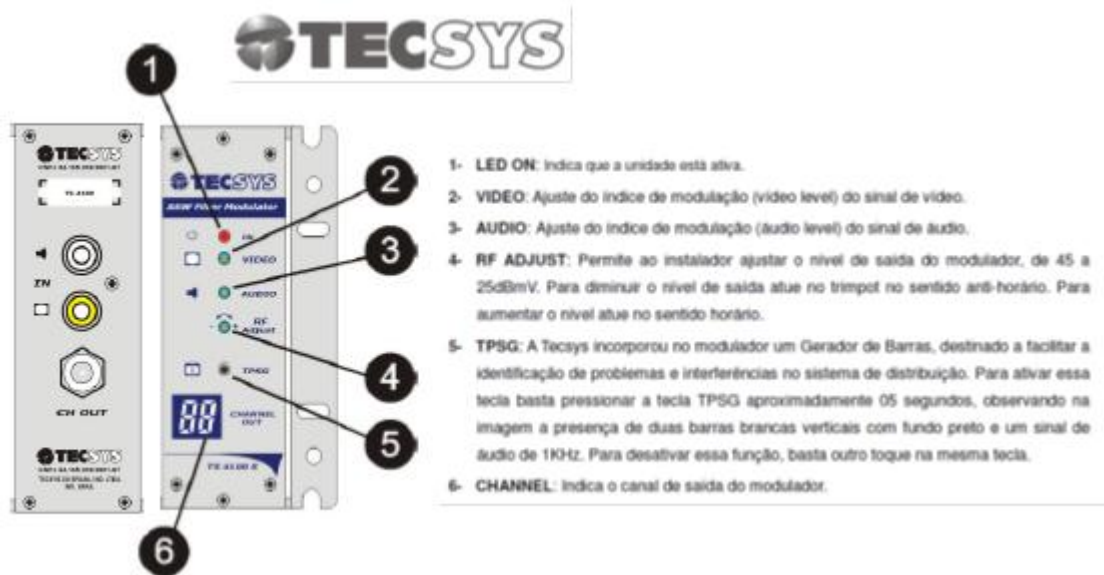 TECSYS
1
2
3
4
5
6
TECSYS
IN
CH OUT
TECSYS
TECSYS
SAW Filter Modulator
ON
VIDEO
AUDIO
RF
Adjust
TPSG
88
CHANNEL
OUT
1- LED ON: Indica que a unidade está ativa.
2- VIDEO: Ajuste do índice de modulação (vídeo level) do sinal de vídeo.
3- AUDIO: Ajuste do índice de modulação (áudio level) do sinal de áudio.
4- RF ADJUST: Permite ao instalador ajustar o nível de saída do modulador, de 45 a
25dBmV. Para diminuir o nível de saída atue no trimpot no sentido anti-horário. Para
aumentar o nível atue no sentido horário.
5- TPSG: A Tecsys incorporou no modulador um Gerador de Barras, destinado a facilitar a
identificação de problemas e interferências no sistema de distribuição. Para ativar essa
tecla basta pressionar a tecla TPSG aproximadamente 05 segundos, observando na
imagem a presença de duas barras brancas verticais com fundo preto e um sinal de
áudio de 1KHz. Para desativar essa função, basta outro toque na mesma tecla.
6- CHANNEL: Indica o canal de saída do modulador.